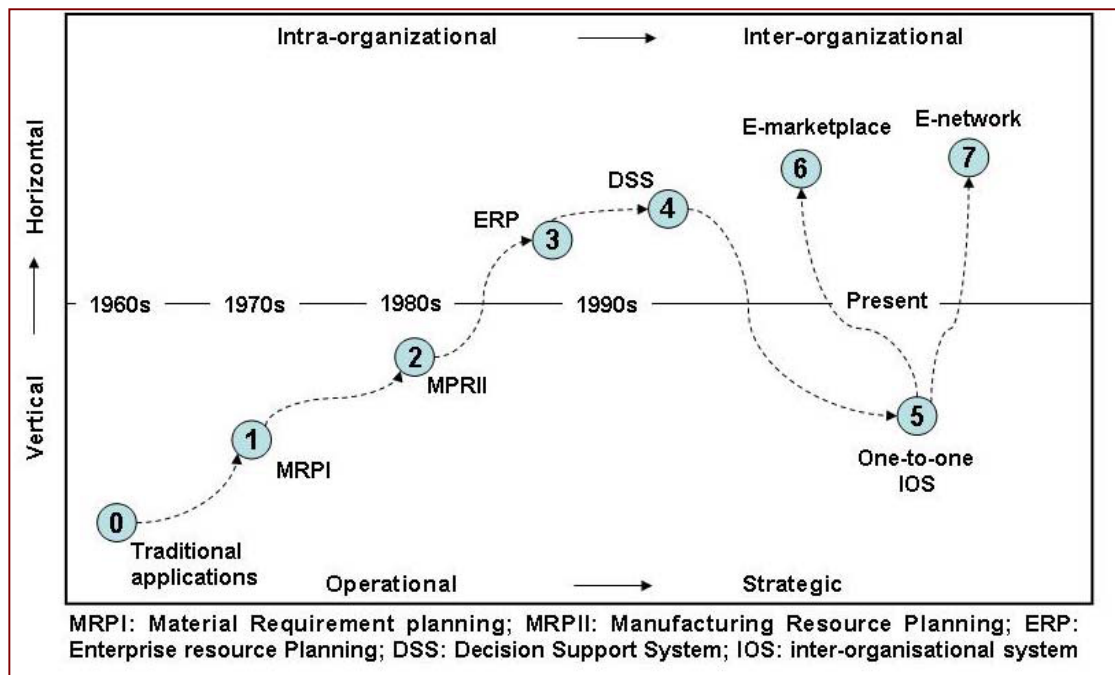 Intra-organizational
Inter-organizational
E-marketplace
E-network
6
7
DSS
4
ERP
3
Horizontal
1960s
1970s
1980s
1990s
Present
2
MPRII
Vertical
5
1
MRPI
One-to-one
IOS
0
Traditional
applications
Operational
Strategic
MRPI: Material Requirement planning; MRPII: Manufacturing Resource Planning; ERP:
Enterprise resource Planning; DSS: Decision Support System; IOS: inter-organisational system